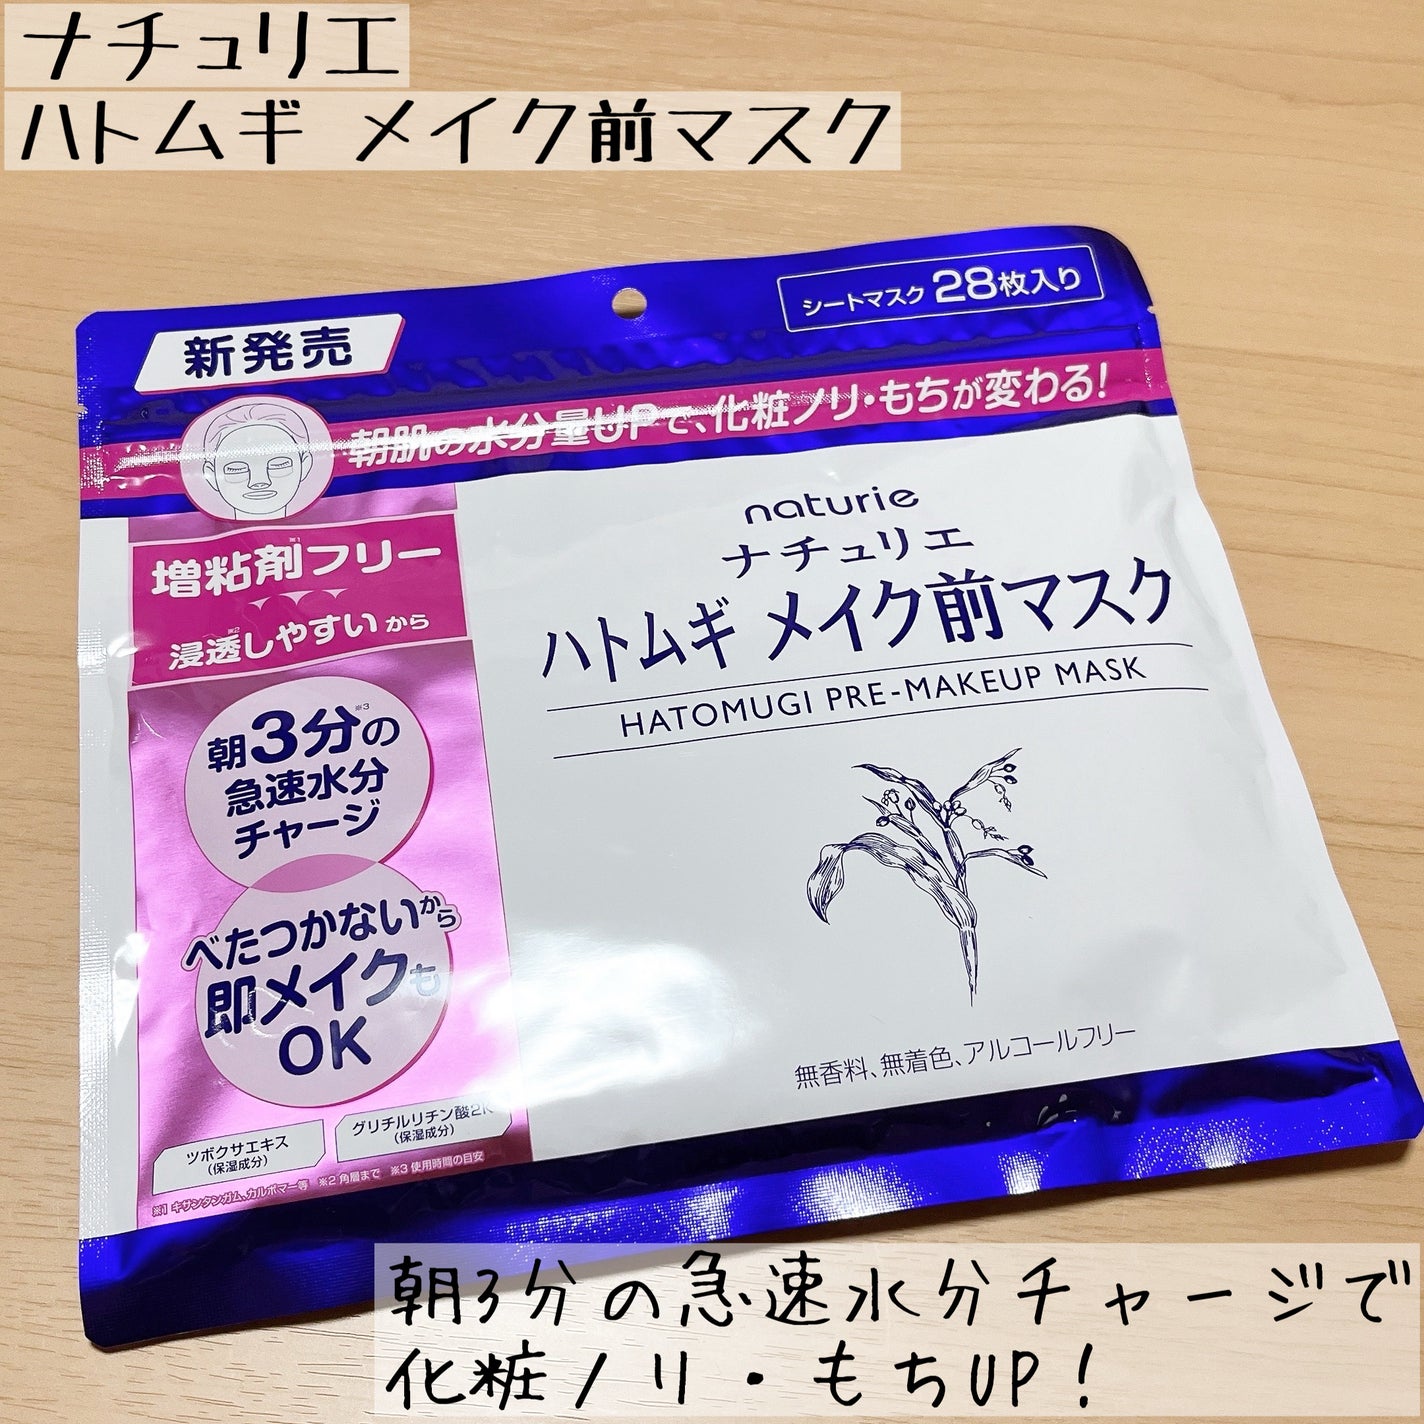 ナチュリエ
ハトムギ メイク前マスク
シートマスク 28枚入り
新発売
朝肌の水分量UPで、化粧ノリ・もちが変わる!
増粘剤フリー※1
浸透※2しやすいから
朝3分※3の
急速水分
チャージ
べたつかないから
即メイクも
OK
ツボクサエキス
(保湿成分)
グリチルリチン酸2K
(保湿成分)
※1 キサンタンガム、カルボマー等 ※2 角層まで ※3 使用時間の目安
naturie
ナチュリエ
ハトムギ メイク前マスク
HATOMUGI PRE-MAKEUP MASK
無香料、無着色、アルコールフリー
朝3分の急速水分チャージで
化粧ノリ・もちUP!